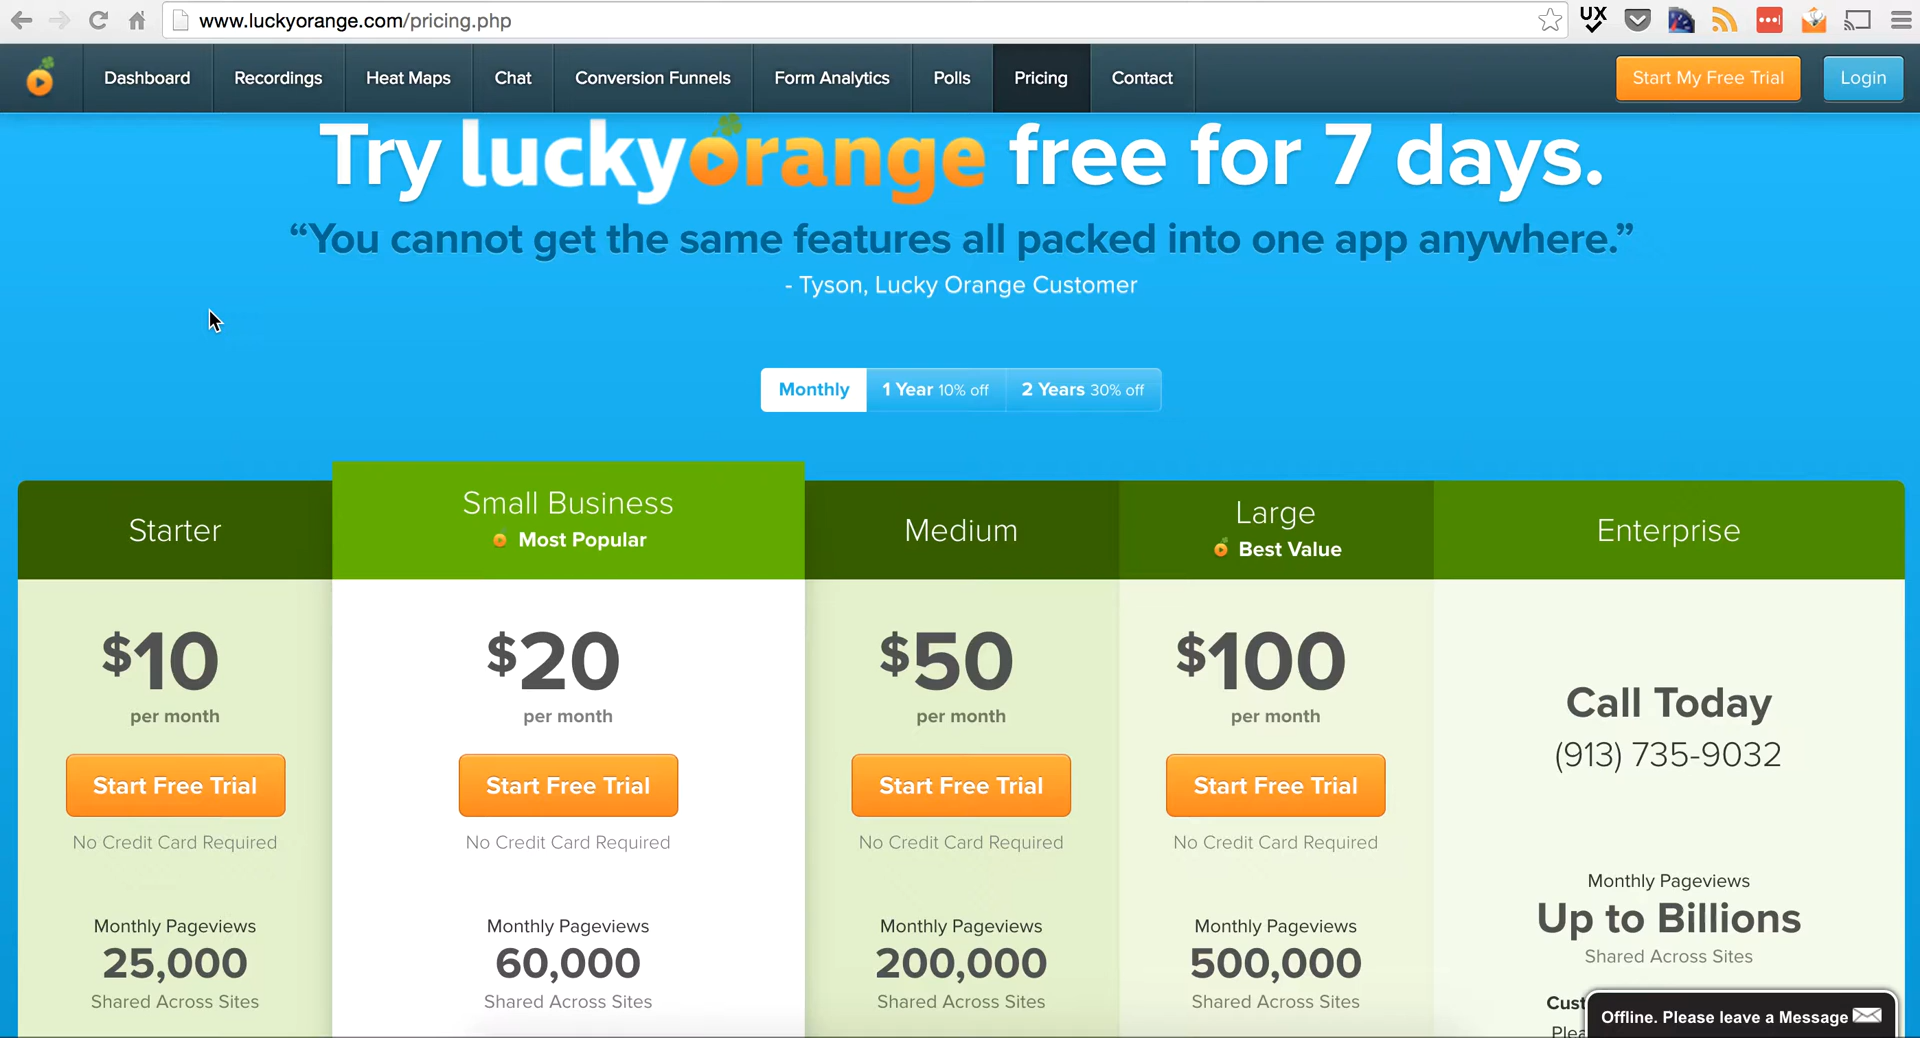 www.luckyorange.com/pricing.php
UX
Dashboard
Recordings
Heat Maps
Chat
Conversion Funnels
Form Analytics
Polls
Pricing
Contact
Start My Free Trial
Login
Try luckyorange free for 7 days.
“You cannot get the same features all packed into one app anywhere.”
- Tyson, Lucky Orange Customer
Monthly
1 Year 10% off
2 Years 30% off
Starter
$10
per month
Start Free Trial
No Credit Card Required
Monthly Pageviews
25,000
Shared Across Sites
Small Business
Most Popular
$20
per month
Start Free Trial
No Credit Card Required
Monthly Pageviews
60,000
Shared Across Sites
Medium
$50
per month
Start Free Trial
No Credit Card Required
Monthly Pageviews
200,000
Shared Across Sites
Large
Best Value
$100
per month
Start Free Trial
No Credit Card Required
Monthly Pageviews
500,000
Shared Across Sites
Enterprise
Call Today
(913) 735-9032
Monthly Pageviews
Up to Billions
Shared Across Sites
Offline. Please leave a Message